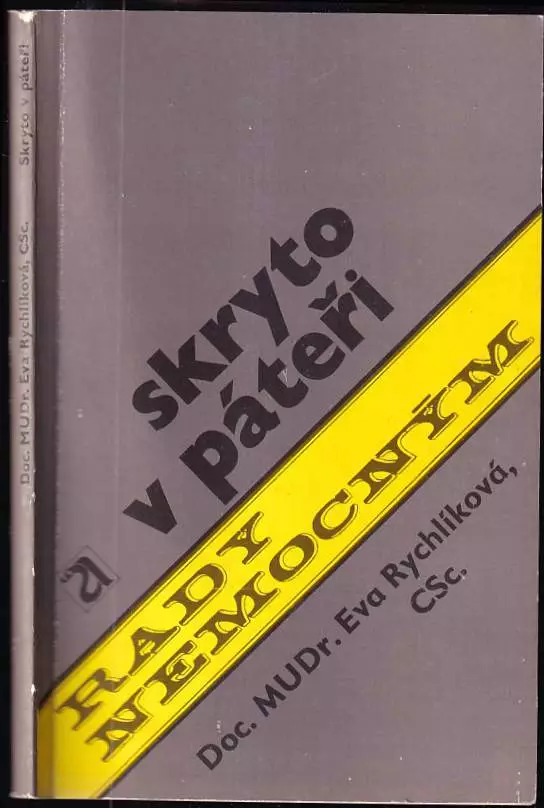 Doc. MUDr. Eva Rychlíková, CSc. Skryto v páteři
skryto
v páteři
RADY
NEMOCNÝM
Doc. MUDr. Eva Rychlíková,
CSc.